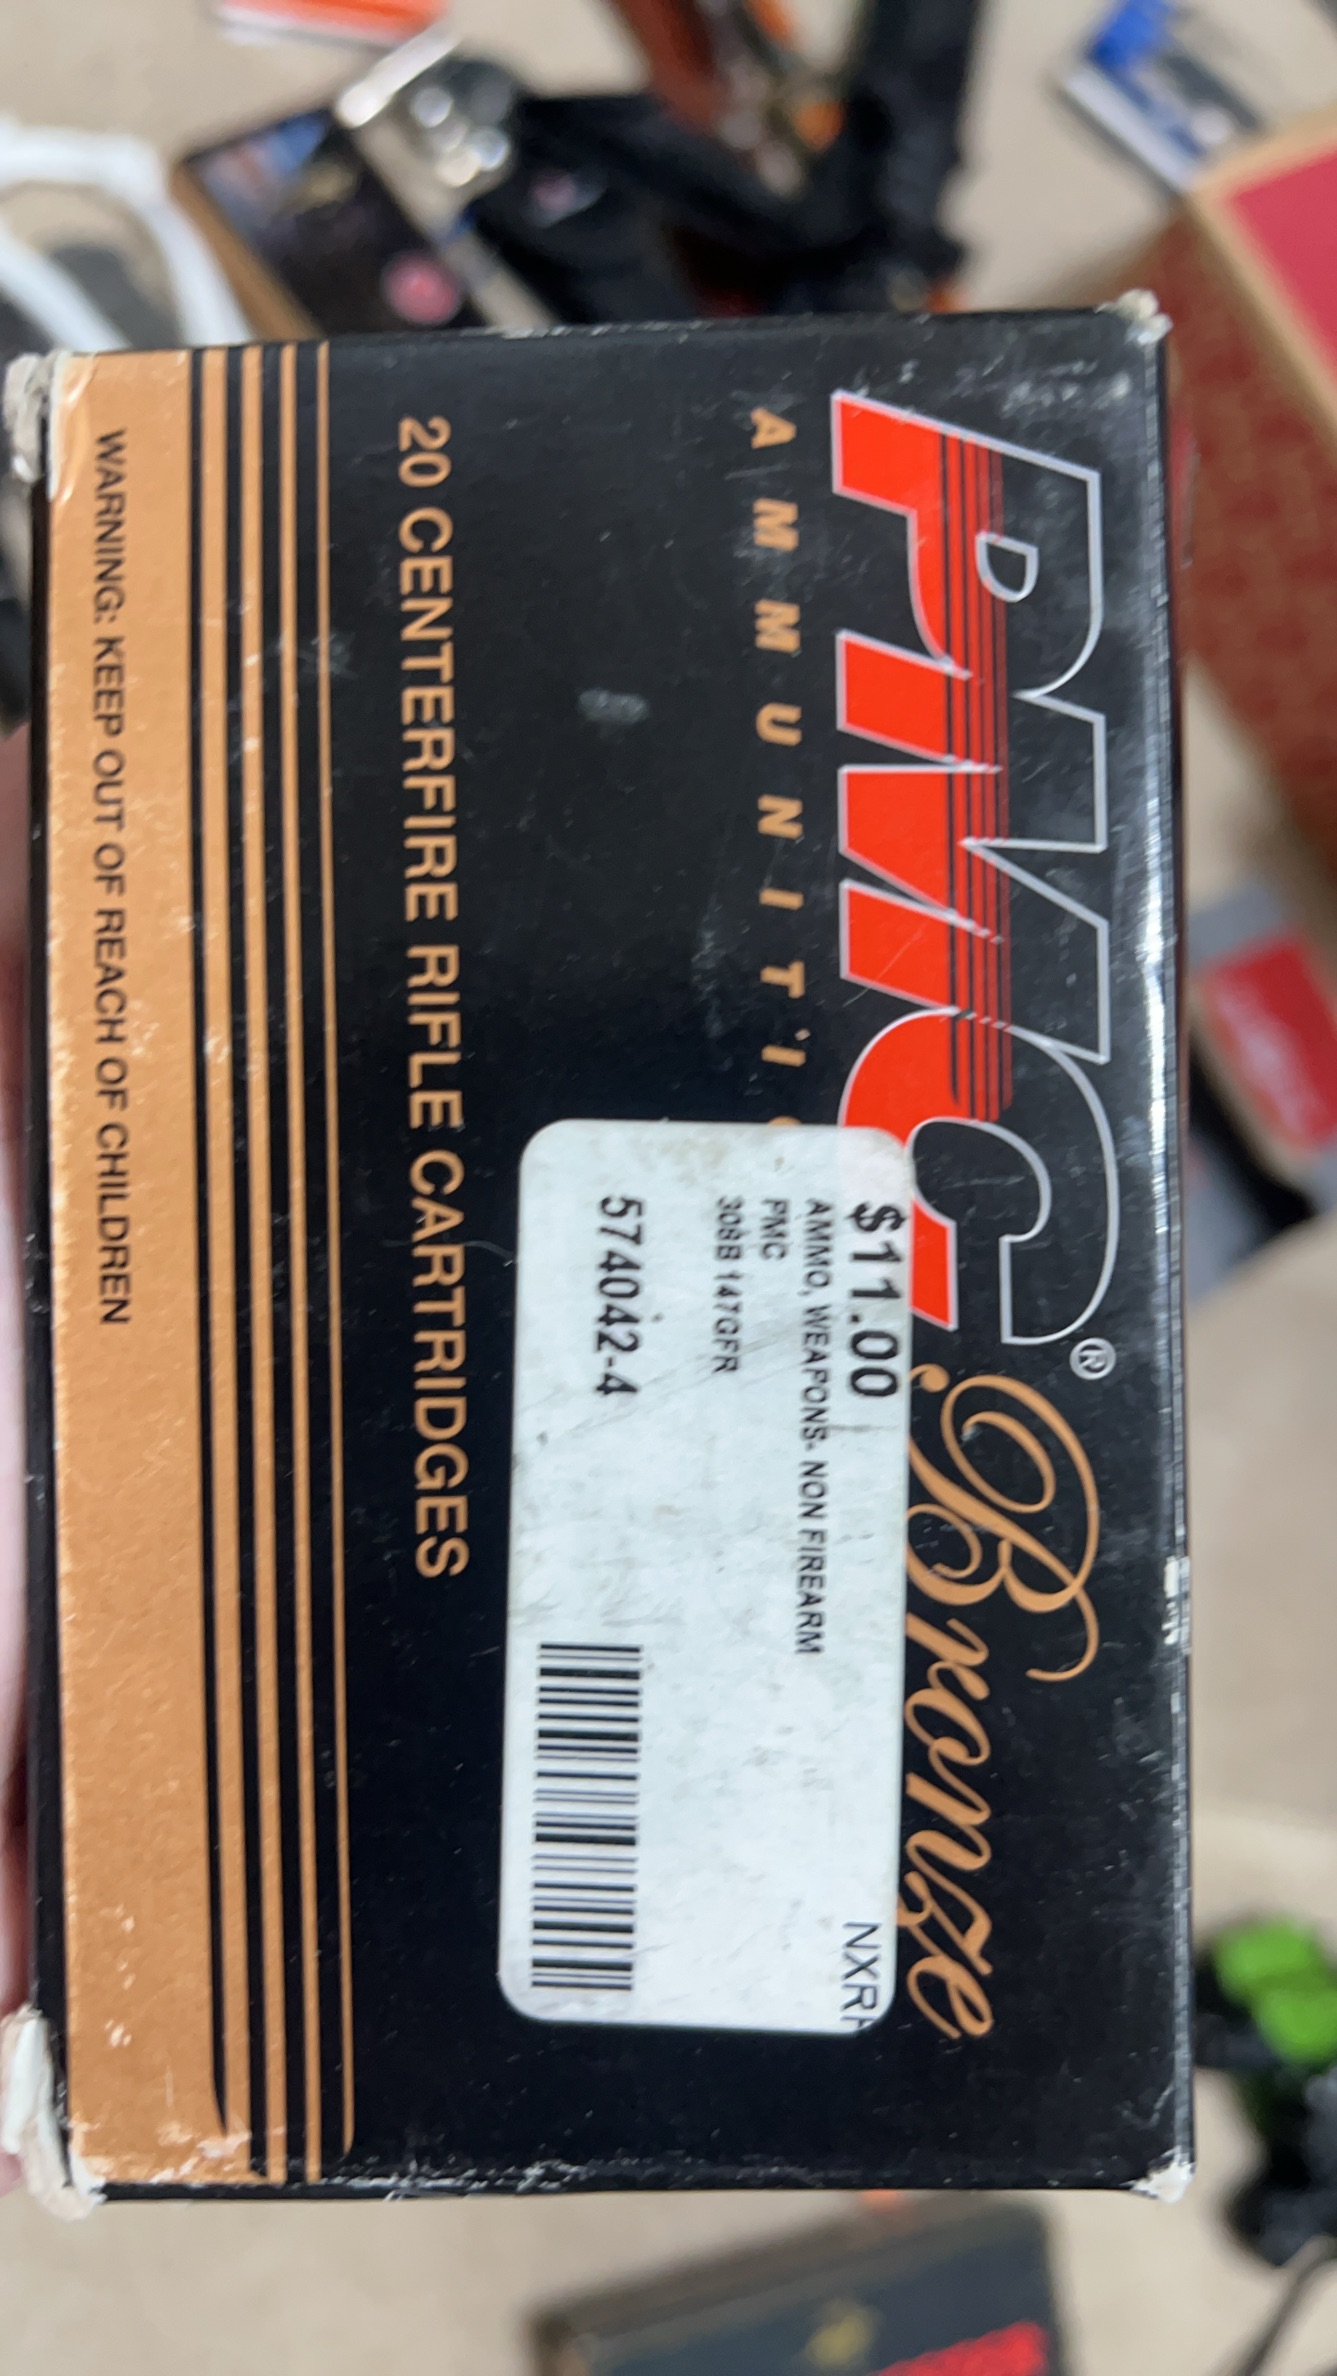 PMC® Bronze
AMMUNITI
$11.00
NXR
AMMO, WEAPONS- NON FIREARM
PMC
308B 147GFR
574042-4
20 CENTERFIRE RIFLE CARTRIDGES
WARNING: KEEP OUT OF REACH OF CHILDREN